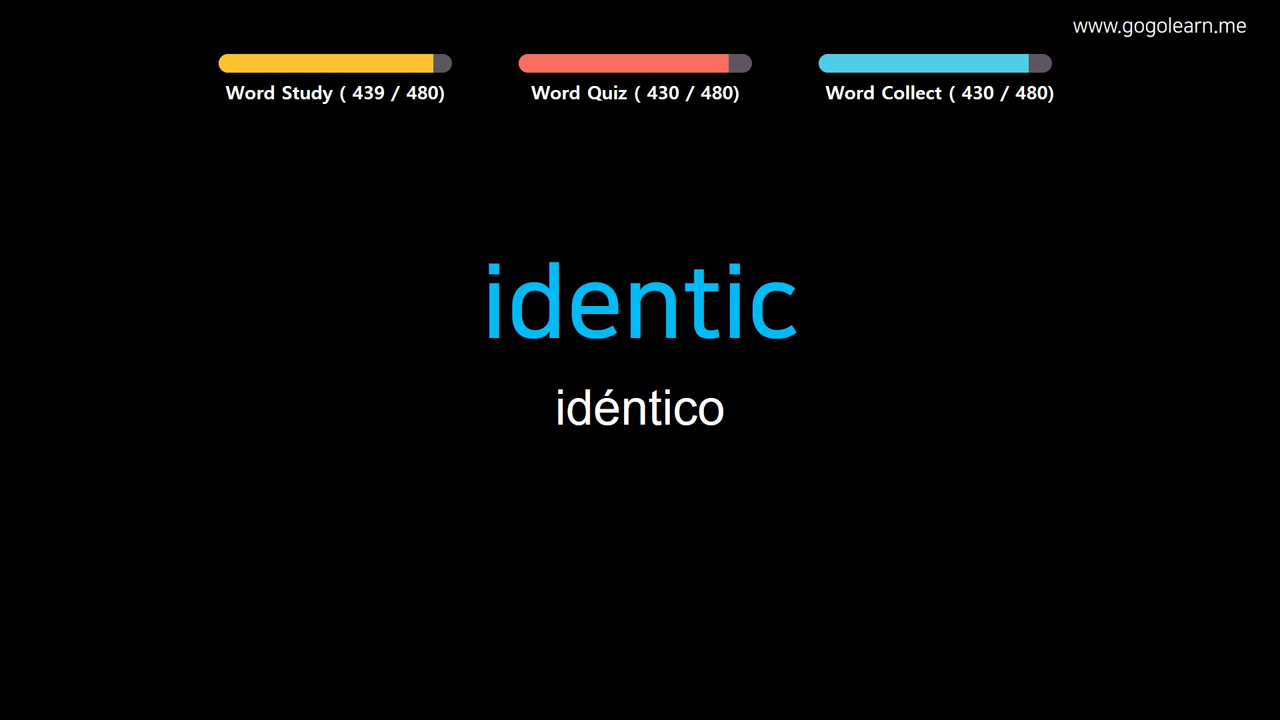 www.gogolearn.me
Word Study ( 439 / 480)
Word Quiz ( 430 / 480)
Word Collect ( 430 / 480)
identic
idéntico